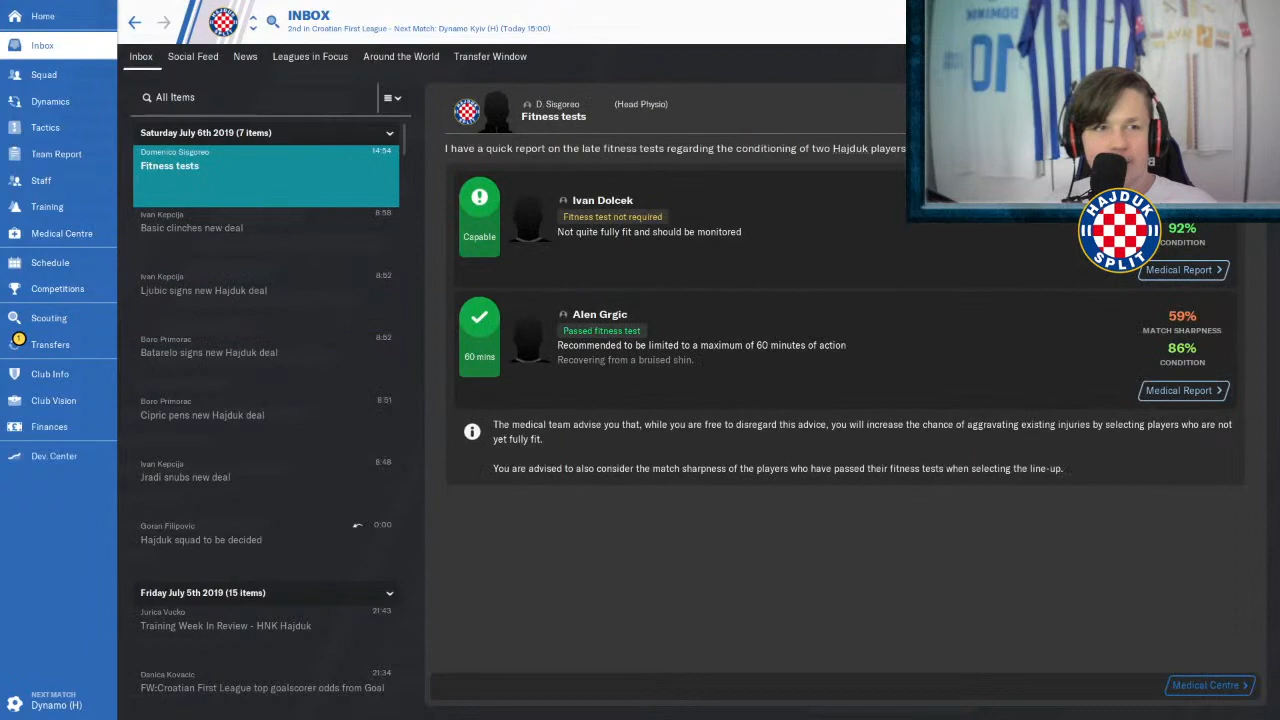 Home
INBOX
2nd in Croatian First League - Next Match: Dynamo Kyiv (H) (Today 15:00)
Inbox
Squad
Dynamics
Tactics
Team Report
Staff
Training
Medical Centre
Schedule
Competitions
Scouting
1
Transfers
Club Info
Club Vision
Finances
Dev. Center
NEXT MATCH
Dynamo (H)
Inbox Social Feed News Leagues in Focus Around the World Transfer Window
All Items
Saturday July 6th 2019 (7 items)
Domenico Sisgoreo 14:54
Fitness tests
Ivan Kepcija 8:58
Basic clinches new deal
Ivan Kepcija 8:52
Ljubic signs new Hajduk deal
Boro Primorac 8:52
Batarelo signs new Hajduk deal
Boro Primorac 8:51
Cipric pens new Hajduk deal
Ivan Kepcija 8:48
Jradi snubs new deal
Goran Filipovic 0:00
Hajduk squad to be decided
Friday July 5th 2019 (15 items)
Jurica Vucko 21:43
Training Week In Review - HNK Hajduk
Danica Kovacic 21:34
FW:Croatian First League top goalscorer odds from Goal
D. Sisgoreo (Head Physio)
Fitness tests
I have a quick report on the late fitness tests regarding the conditioning of two Hajduk players
Capable
Ivan Dolcek
Fitness test not required
Not quite fully fit and should be monitored
92%
CONDITION
Medical Report
60 mins
Alen Grgic
Passed fitness test
Recommended to be limited to a maximum of 60 minutes of action
Recovering from a bruised shin.
59%
MATCH SHARPNESS
86%
CONDITION
Medical Report
The medical team advise you that, while you are free to disregard this advice, you will increase the chance of aggravating existing injuries by selecting players who are not
yet fully fit.
You are advised to also consider the match sharpness of the players who have passed their fitness tests when selecting the line-up.
Medical Centre
HAJDUK
SPLIT
10